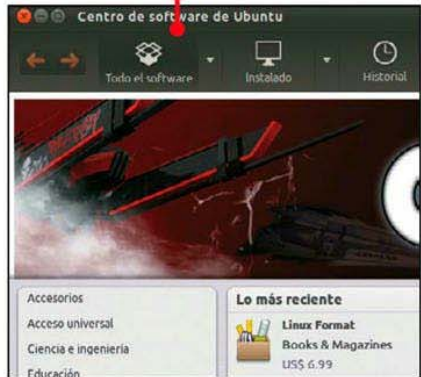 Centro de software de Ubuntu
Todo el software
Instalado
Historial
Accesorios
Acceso universal
Ciencia e ingeniería
Educación
Lo más reciente
Linux Format
Books & Magazines
US$ 6.99